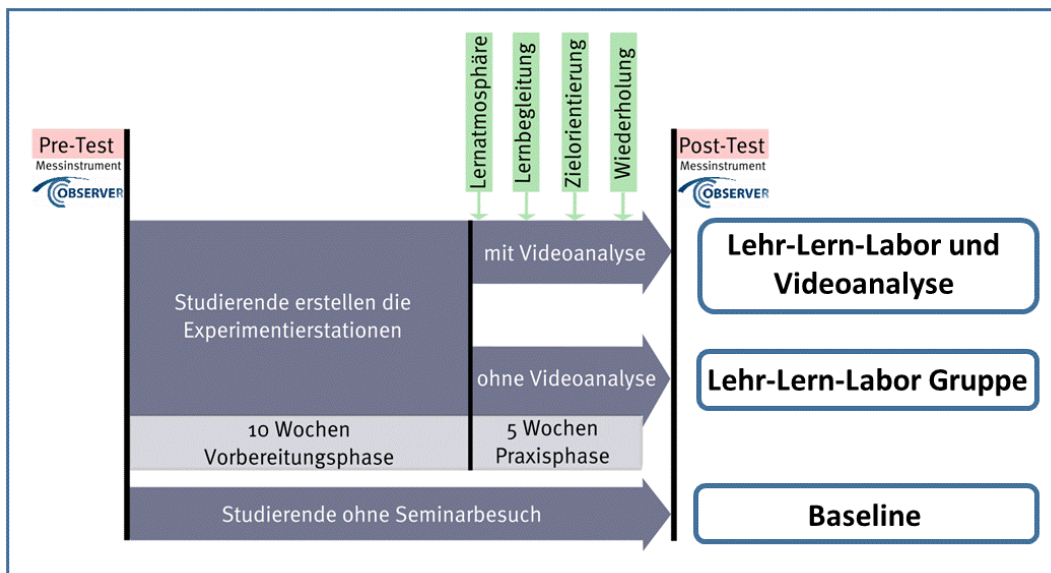 Lernatmosphäre
Lernbegleitung
Zielorientierung
Wiederholung
Pre-Test
Messinstrument
OBSERVER
Post-Test
Messinstrument
OBSERVER
Studierende erstellen die
Experimentierstationen
mit Videoanalyse
Lehr-Lern-Labor und
Videoanalyse
ohne Videoanalyse
Lehr-Lern-Labor Gruppe
10 Wochen
Vorbereitungsphase
5 Wochen
Praxisphase
Studierende ohne Seminarbesuch
Baseline